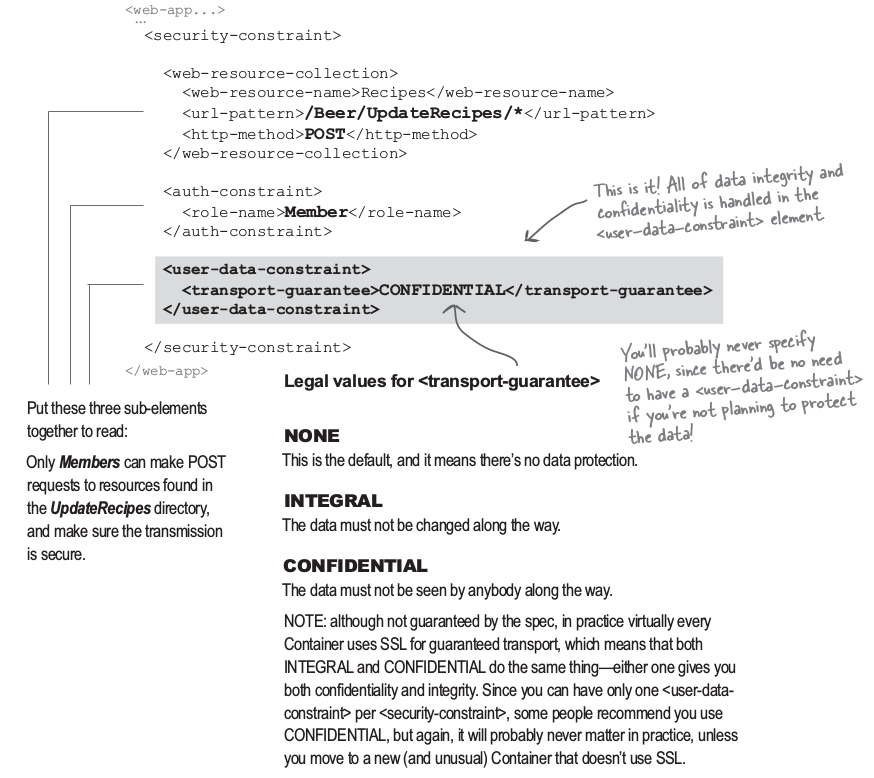 <web-app...>
...
<security-constraint>
<web-resource-collection>
<web-resource-name>Recipes</web-resource-name>
<url-pattern>/Beer/UpdateRecipes/*</url-pattern>
<http-method>POST</http-method>
</web-resource-collection>
<auth-constraint>
<role-name>Member</role-name>
</auth-constraint>
This is it! All of data integrity and
confidentiality is handled in the
<user-data-constraint> element.
<user-data-constraint>
<transport-guarantee>CONFIDENTIAL</transport-guarantee>
</user-data-constraint>
</security-constraint>
</web-app>
You'll probably never specify
NONE, since there'd be no need
to have a <user-data-constraint>
if you're not planning to protect
the data!
Put these three sub-elements
together to read:
Only Members can make POST
requests to resources found in
the UpdateRecipes directory,
and make sure the transmission
is secure.
Legal values for <transport-guarantee>
NONE
This is the default, and it means there's no data protection.
INTEGRAL
The data must not be changed along the way.
CONFIDENTIAL
The data must not be seen by anybody along the way.
NOTE: although not guaranteed by the spec, in practice virtually every
Container uses SSL for guaranteed transport, which means that both
INTEGRAL and CONFIDENTIAL do the same thing—either one gives you
both confidentiality and integrity. Since you can have only one <user-data-
constraint> per <security-constraint>, some people recommend you use
CONFIDENTIAL, but again, it will probably never matter in practice, unless
you move to a new (and unusual) Container that doesn't use SSL.